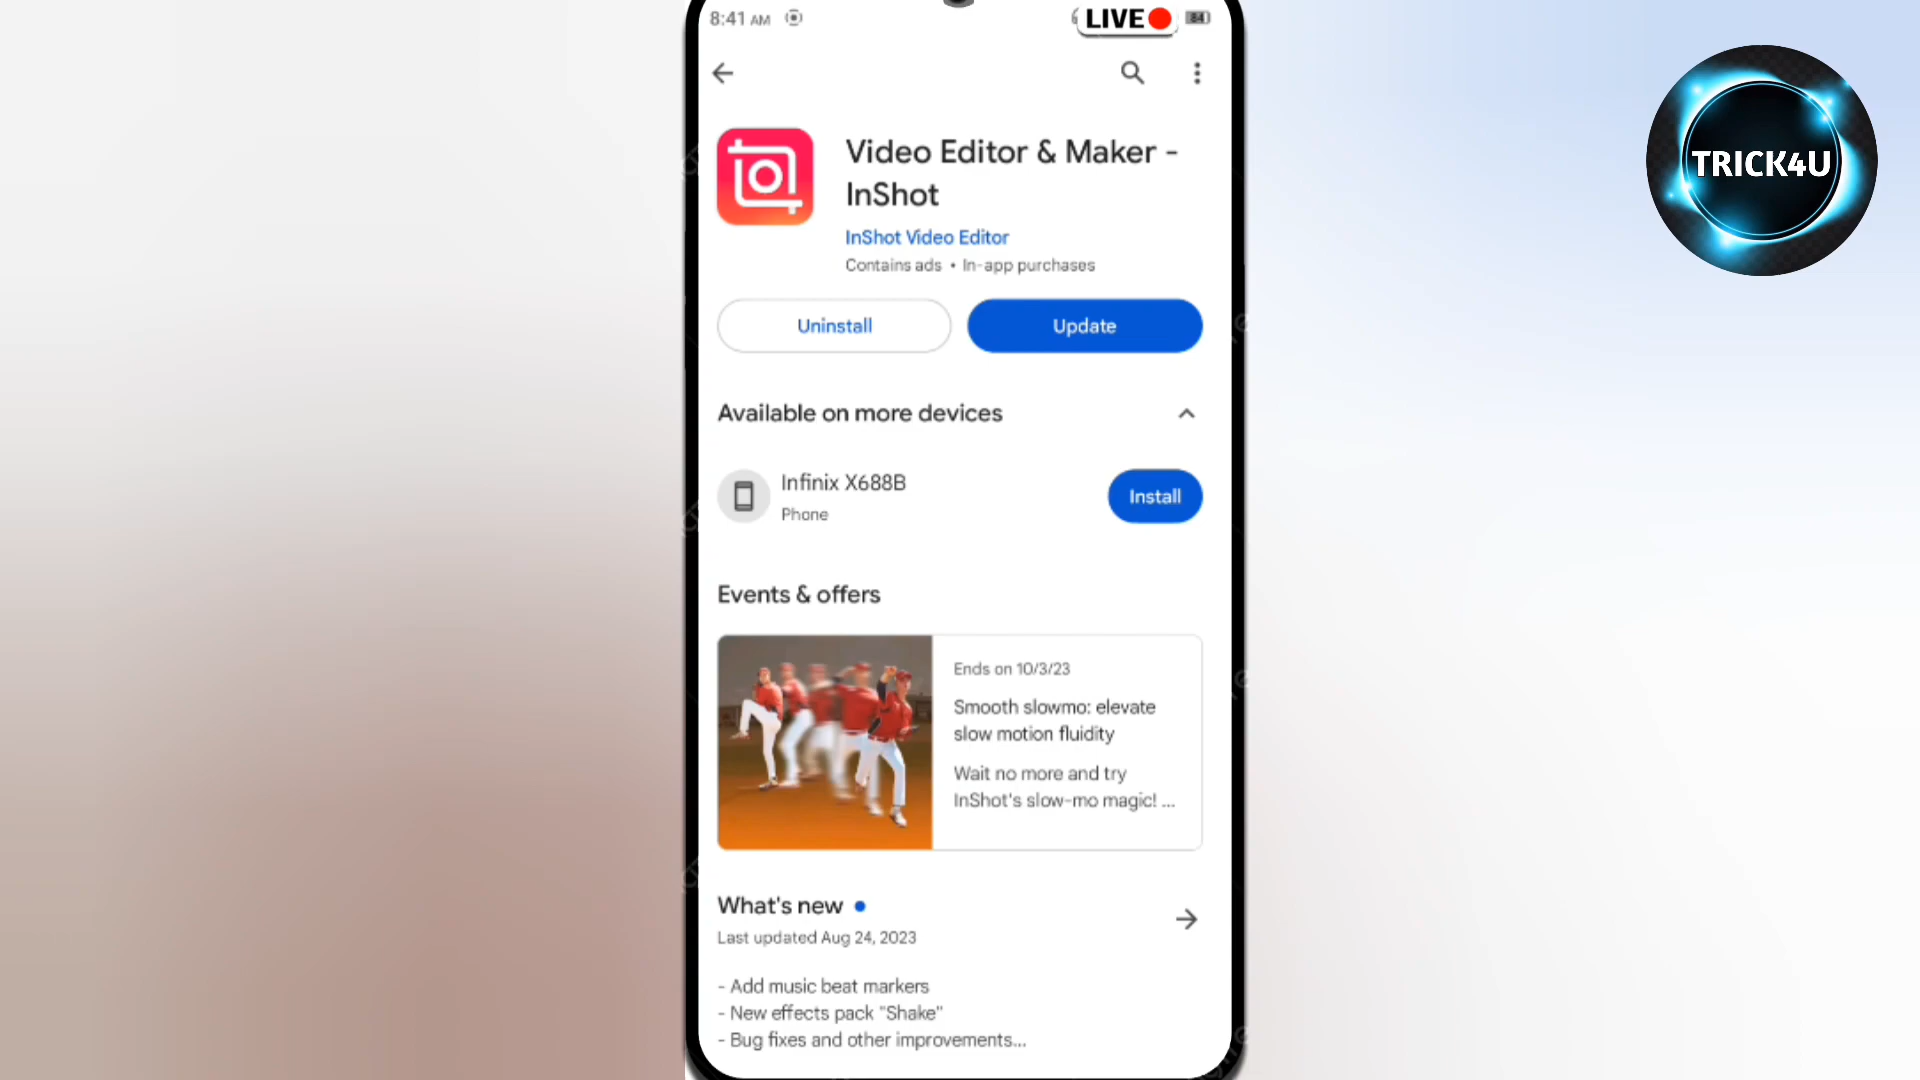 8:41 AM
LIVE
84
TRICK4U
Video Editor & Maker -
InShot
InShot Video Editor
Contains ads • In-app purchases
Uninstall
Update
Available on more devices
Infinix X688B
Phone
Install
Events & offers
Ends on 10/3/23
Smooth slowmo: elevate
slow motion fluidity
Wait no more and try
InShot's slow-mo magic! ...
What's new
Last updated Aug 24, 2023
- Add music beat markers
- New effects pack "Shake"
- Bug fixes and other improvements...